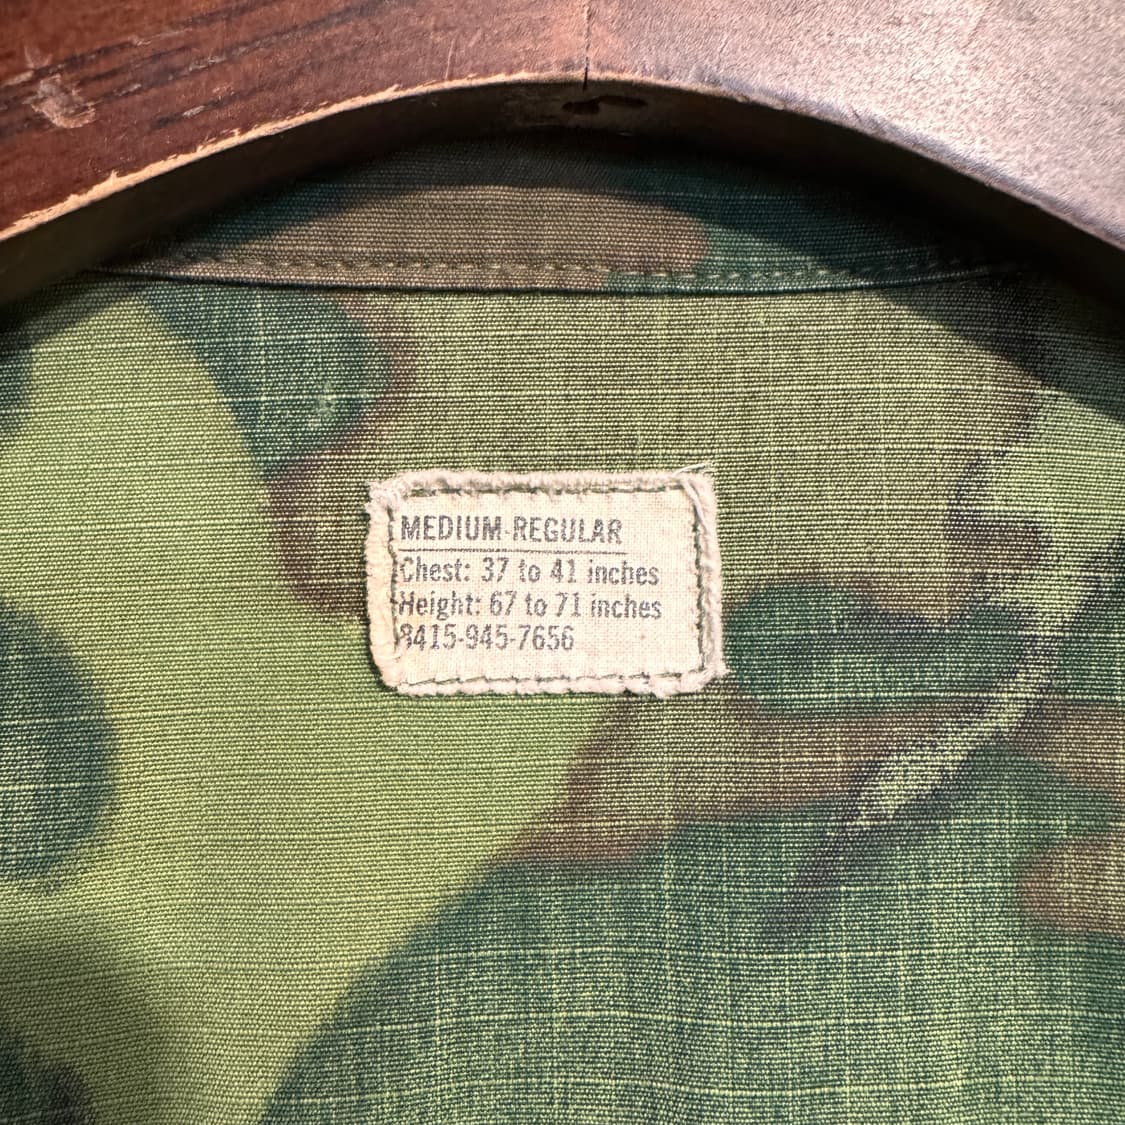 MEDIUM-REGULAR
Chest: 37 to 41 inches
Height: 67 to 71 inches
8415-945-7656